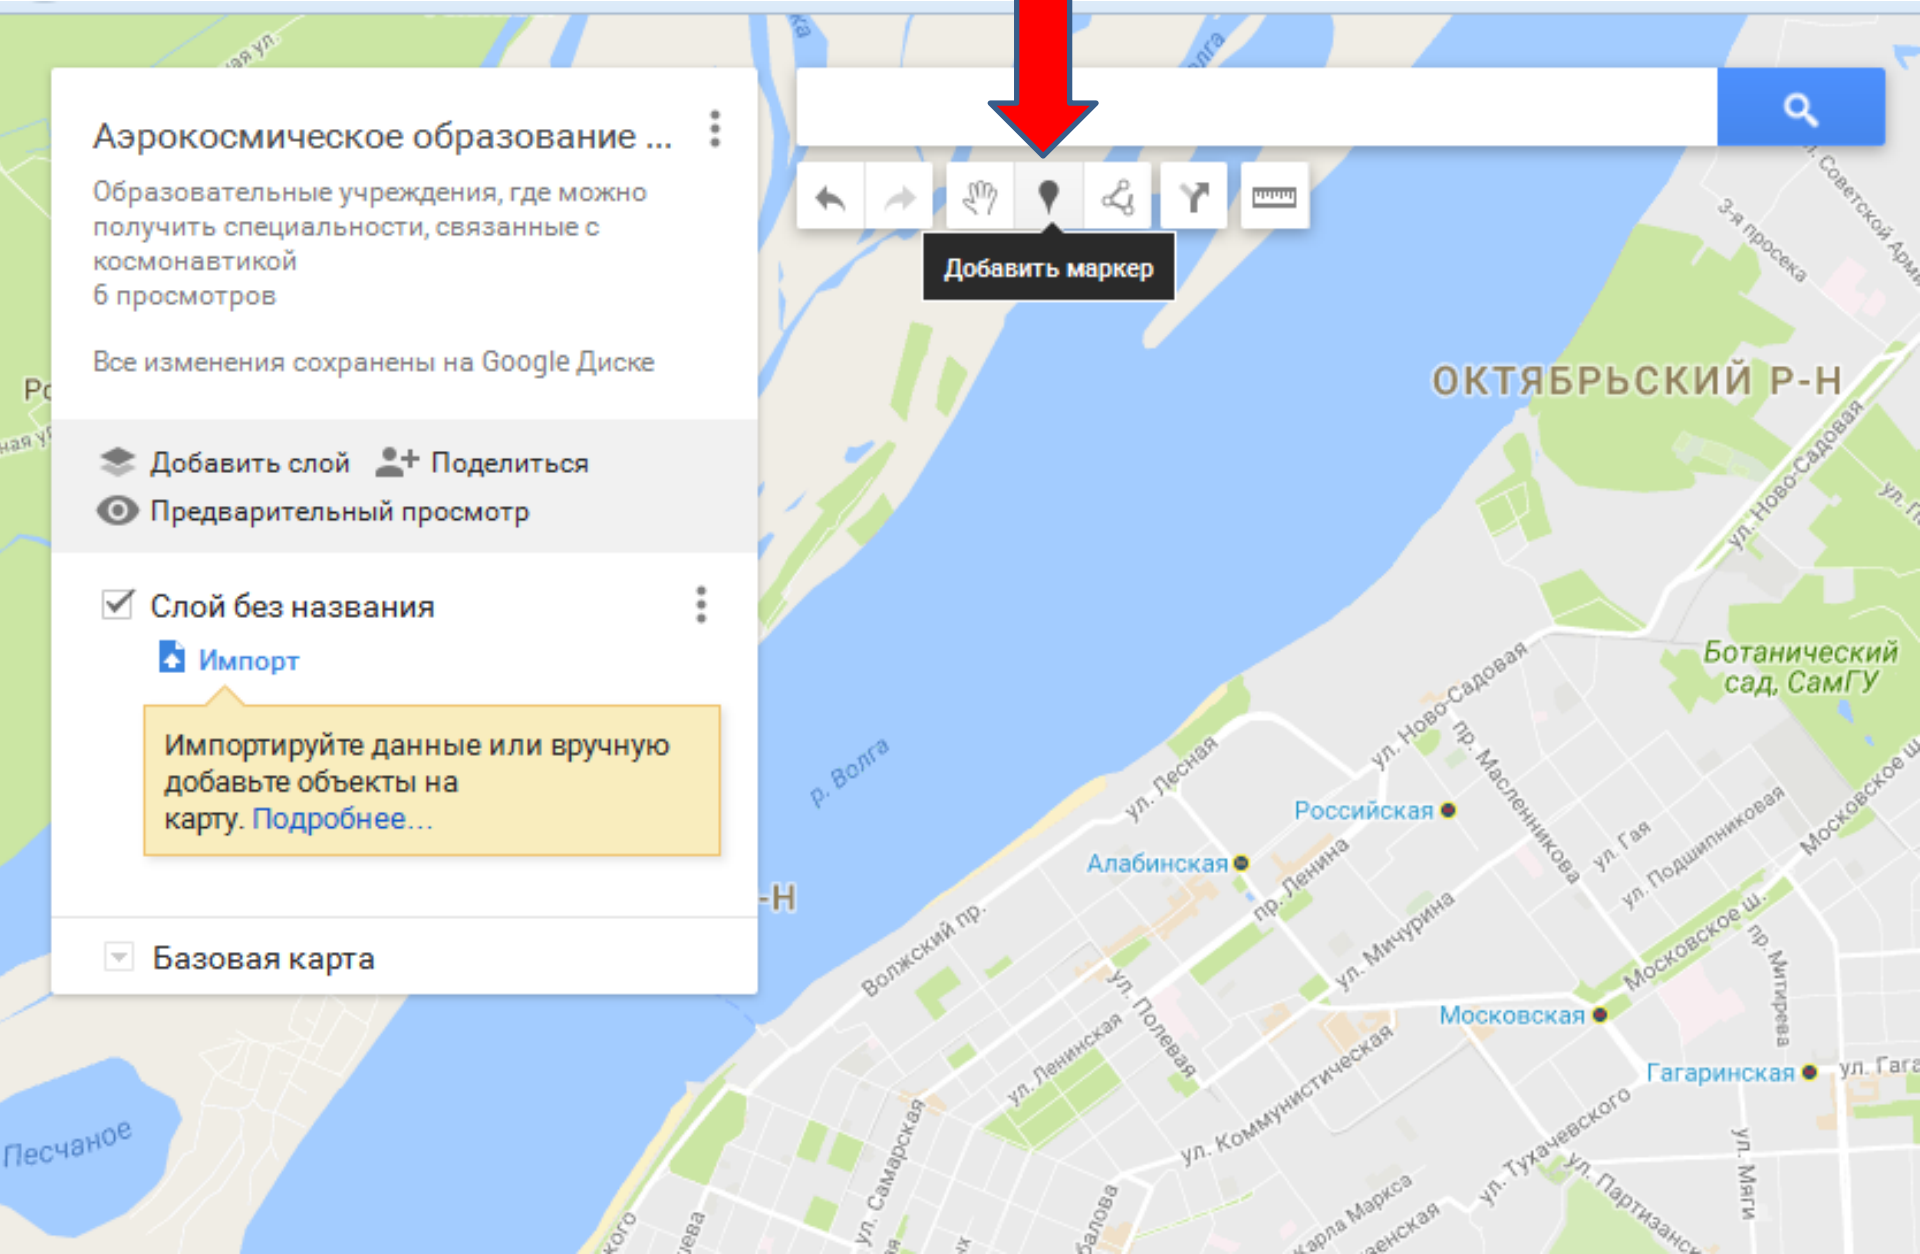 Аэрокосмическое образование ...
Образовательные учреждения, где можно
получить специальности, связанные с
космонавтикой
6 просмотров
Все изменения сохранены на Google Диске
Добавить слой
Поделиться
Предварительный просмотр
Слой без названия
Импорт
Импортируйте данные или вручную
добавьте объекты на
карту. Подробнее...
Базовая карта
Добавить маркер
ОКТЯБРЬСКИЙ Р-Н
3-я просека
ул. Ново-Садовая
Ботанический
сад, СамГУ
ул. Ново-Садовая
пр. Масленникова
ул. Лесная
р. Волга
Российская
Алабинская
пр. Ленина
ул. Гая
ул. Подшипниковая
Московское ш.
Московское ш.
пр. Митирева
-Н
Волжский пр.
ул. Мичурина
ул. Полевая
ул. Ленинская
Московская
Гагаринская
ул. Коммунистическая
ул. Тухачевского
ул. Самарская
Песчаное
ул. Мяги
Карла Маркса